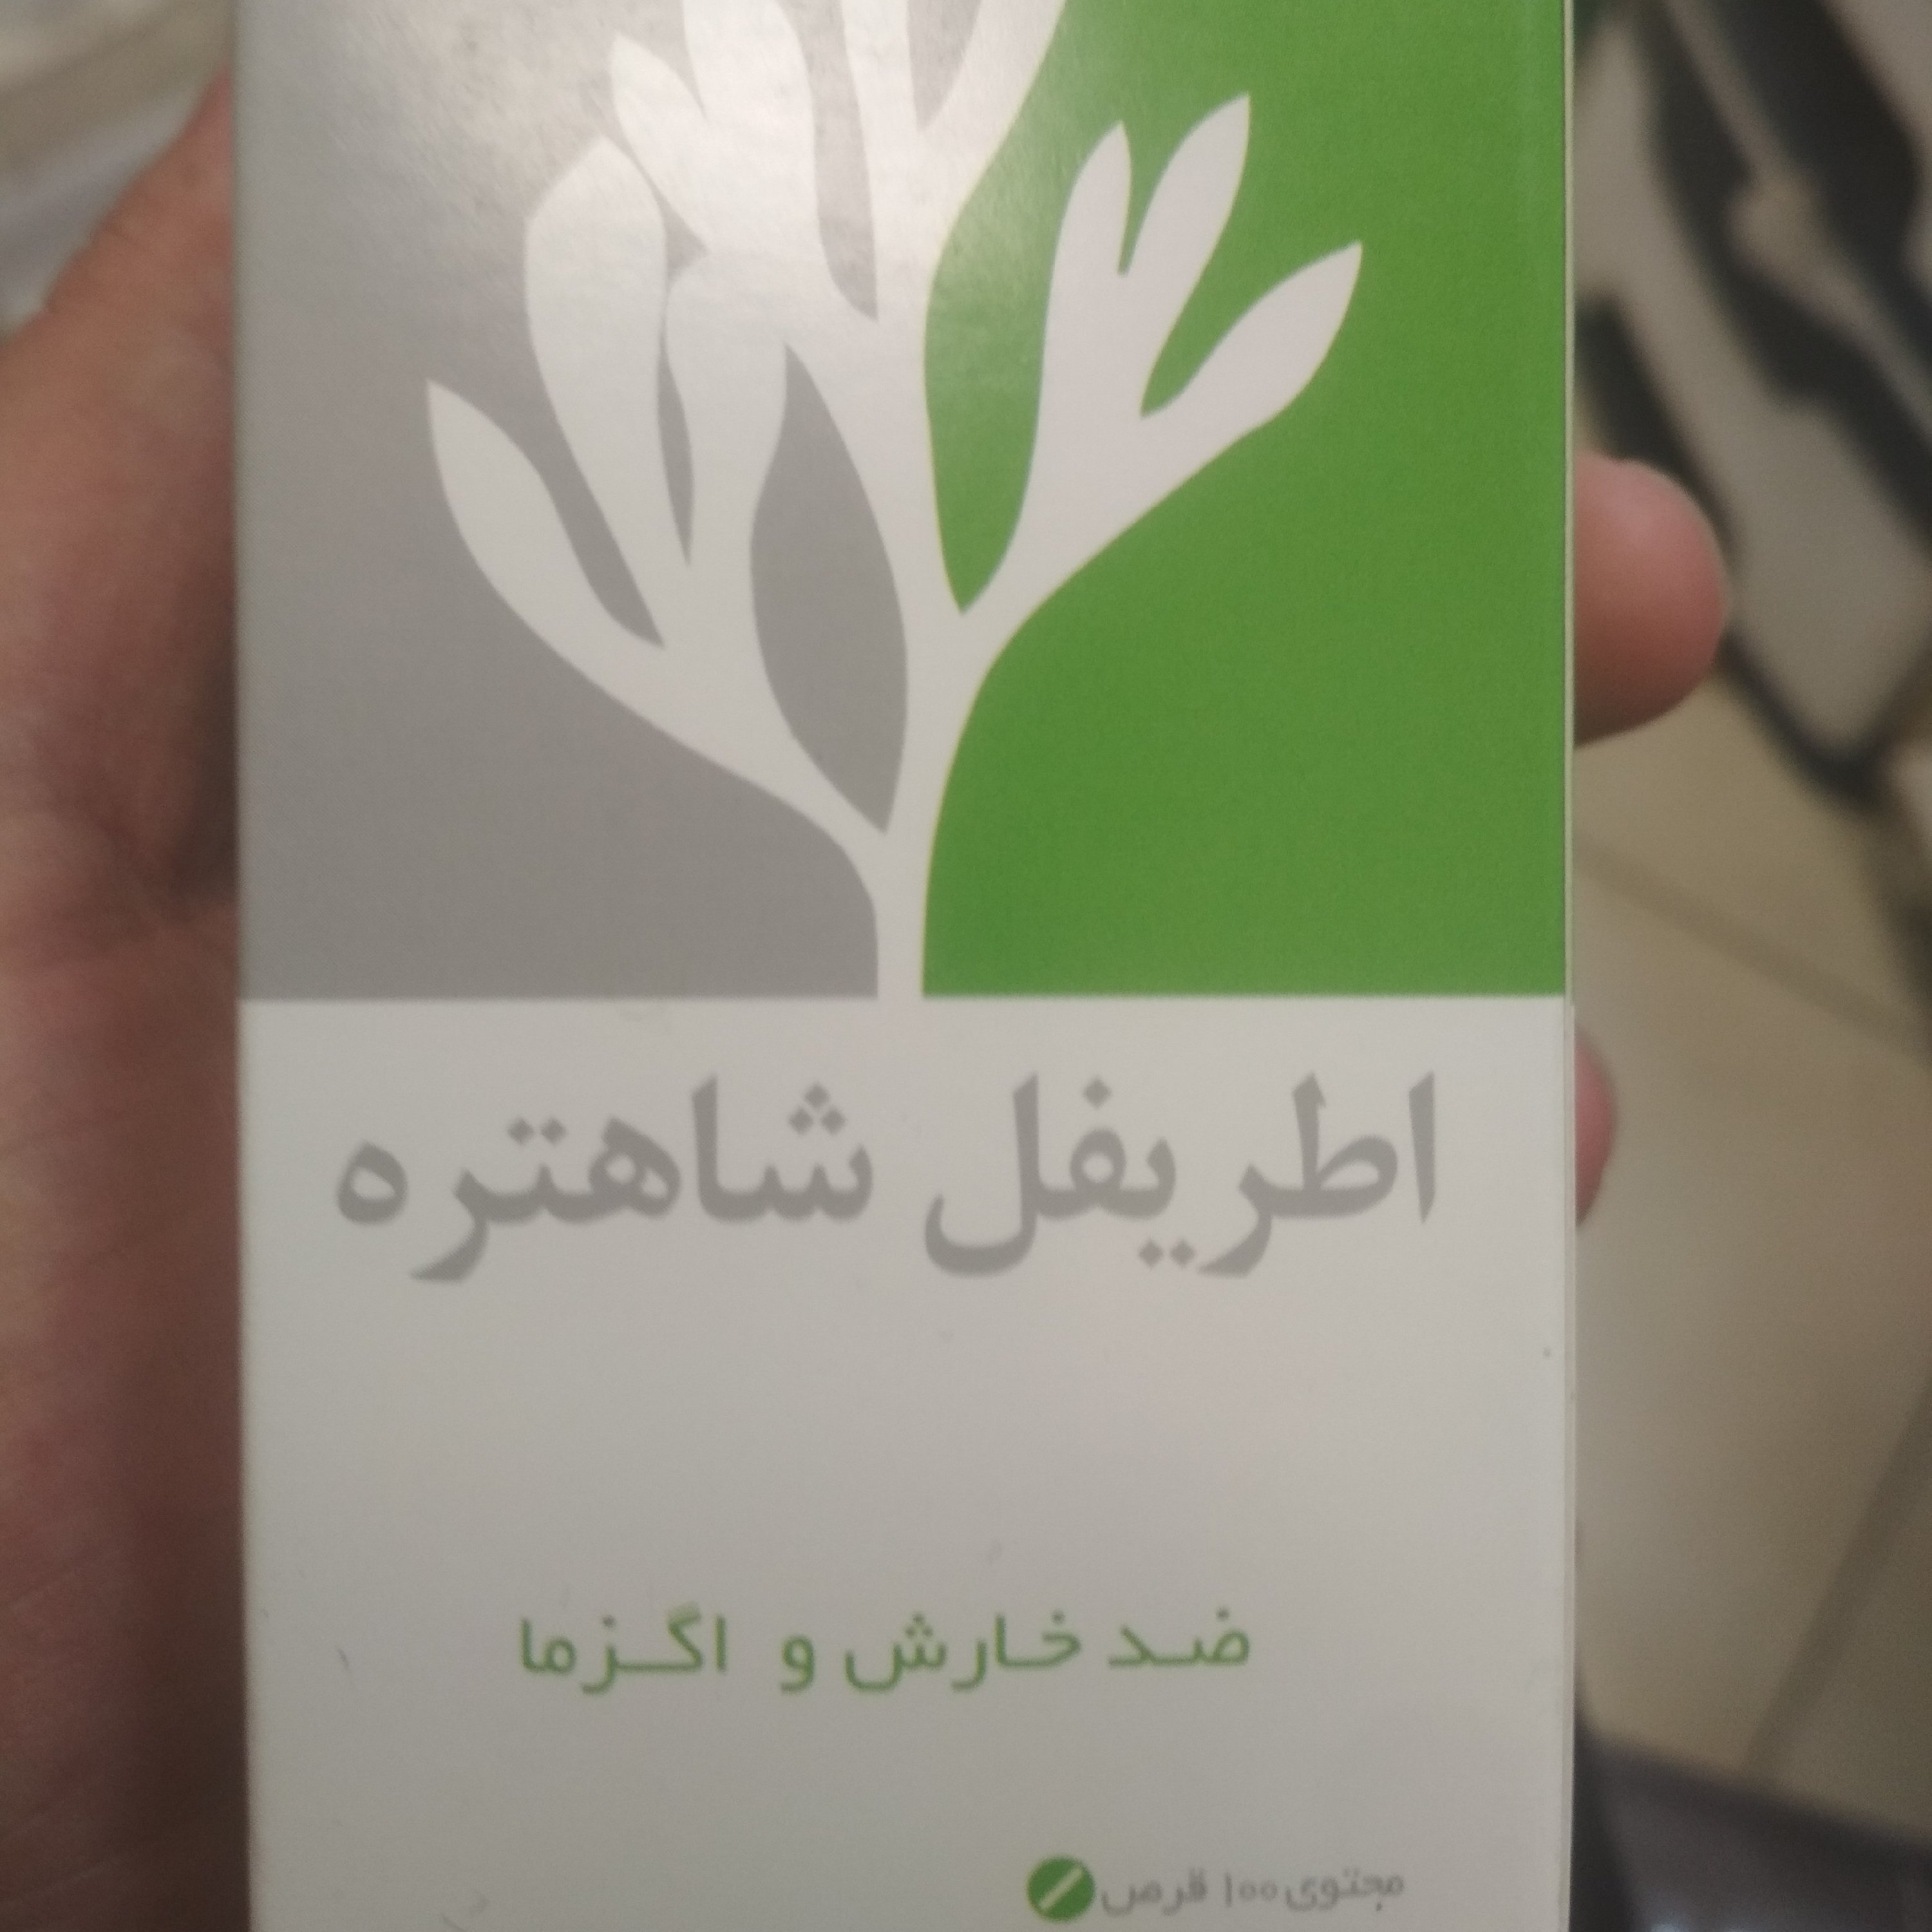 اطریفل شاهتره
ضد خارش و اگزما
محتوی ۱۰۰ قرص